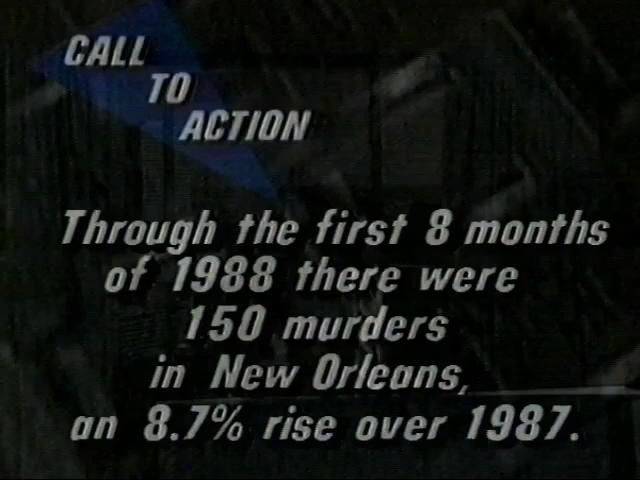 CALL
TO
ACTION
Through the first 8 months
of 1988 there were
150 murders
in New Orleans,
an 8.7% rise over 1987.